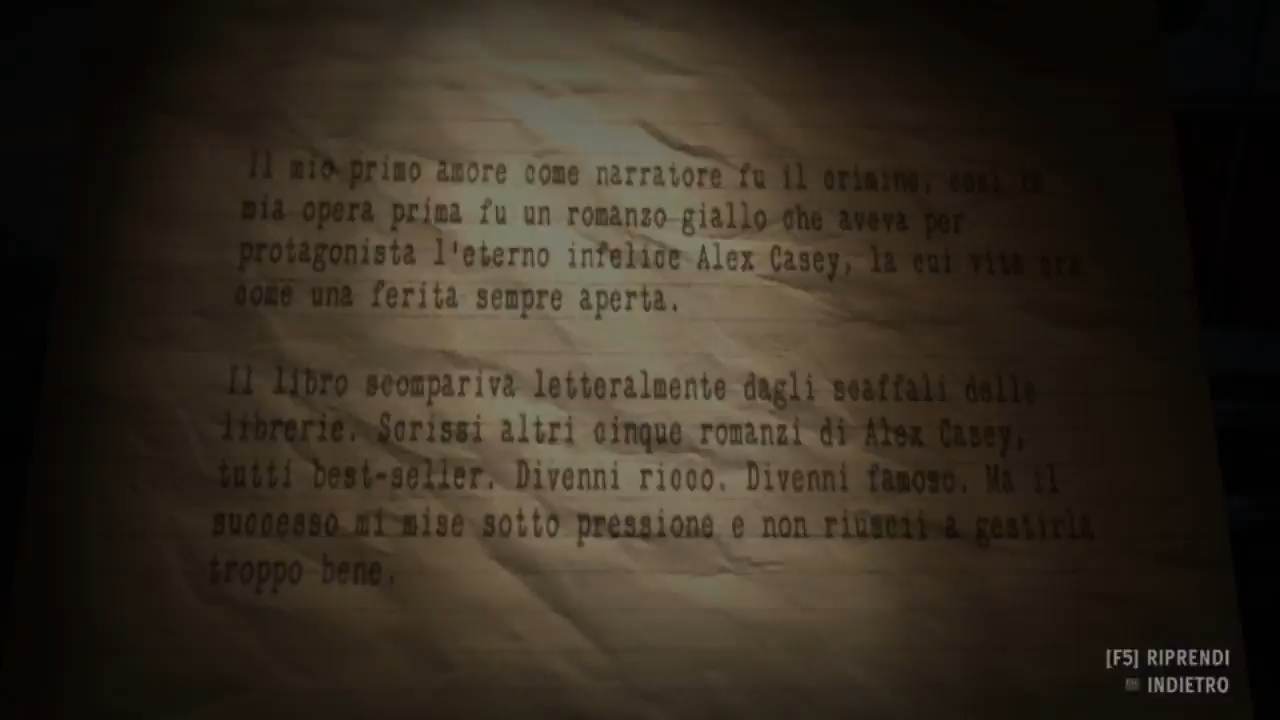 Il mio primo amore come narratore fu il crimine, così la
mia opera prima fu un romanzo giallo che aveva per
protagonista l'eterno infelice Alex Casey, la cui vita era
come una ferita sempre aperta.
Il libro scompariva letteralmente dagli scaffali delle
librerie. Scrissi altri cinque romanzi di Alex Casey,
tutti best-seller. Divenni ricco. Divenni famoso. Ma il
successo mi mise sotto pressione e non riuscii a gestirla
troppo bene.
[F5] RIPRENDI
INDIETRO